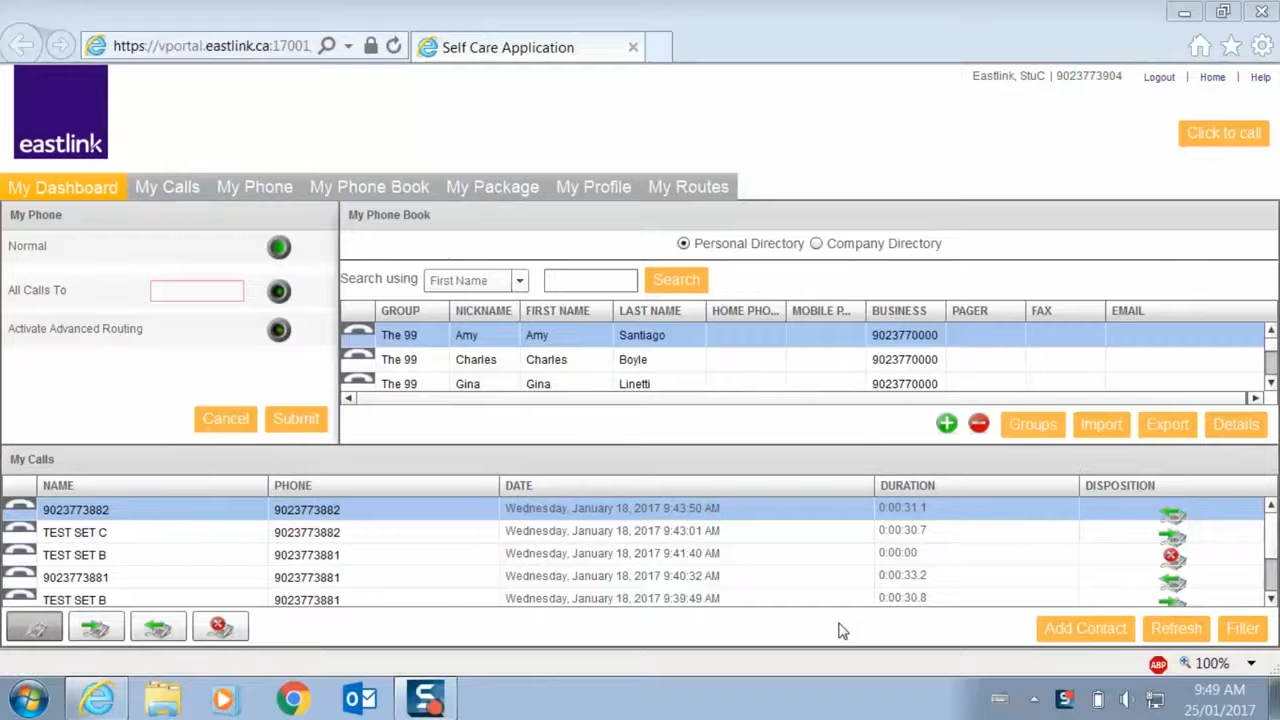 https://vportal.eastlink.ca:17001
Self Care Application
Eastlink, StuC | 9023773904 Logout | Home | Help
eastlink
Click to call
My Dashboard My Calls My Phone My Phone Book My Package My Profile My Routes
My Phone
Normal
All Calls To
Activate Advanced Routing
Cancel Submit
My Phone Book
Personal Directory Company Directory
Search using First Name Search
GROUP NICKNAME FIRST NAME LAST NAME HOME PHO... MOBILE P... BUSINESS PAGER FAX EMAIL
The 99 Amy Amy Santiago 9023770000
The 99 Charles Charles Boyle 9023770000
The 99 Gina Gina Linetti 9023770000
Groups Import Export Details
My Calls
NAME PHONE DATE DURATION DISPOSITION
9023773882 9023773882 Wednesday, January 18, 2017 9:43:50 AM 0:00:31.1
TEST SET C 9023773882 Wednesday, January 18, 2017 9:43:01 AM 0:00:30.7
TEST SET B 9023773881 Wednesday, January 18, 2017 9:41:40 AM 0:00:00
9023773881 9023773881 Wednesday, January 18, 2017 9:40:32 AM 0:00:33.2
TEST SET B 9023773881 Wednesday, January 18, 2017 9:39:49 AM 0:00:30.8
Add Contact Refresh Filter
ABP 100%
9:49 AM
25/01/2017